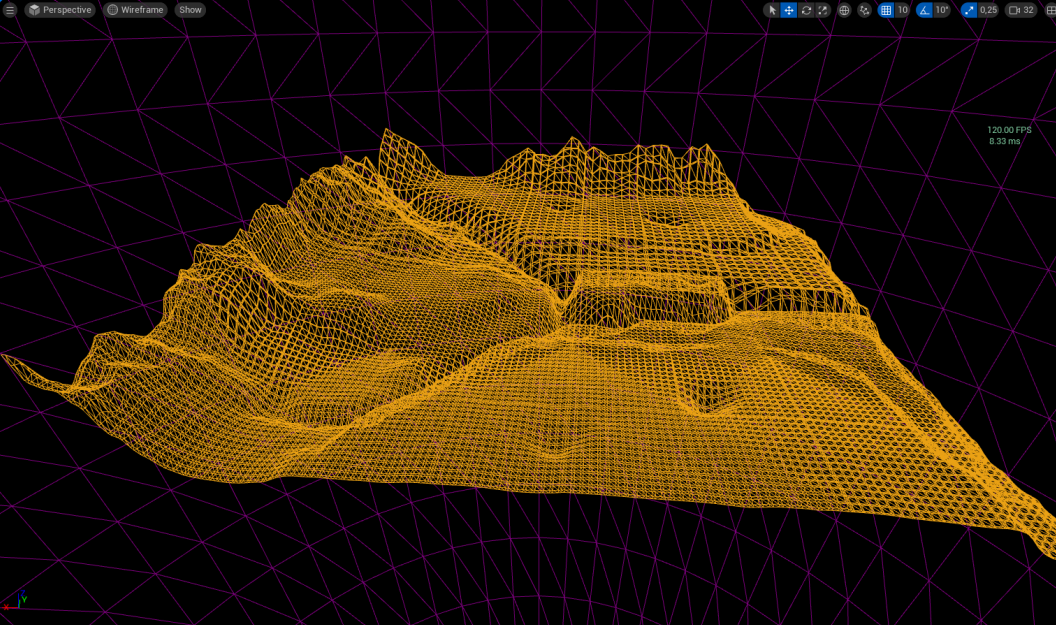 Perspective Wireframe Show 10 10° 0,25 32
120.00 FPS
8.33 ms
Y
X